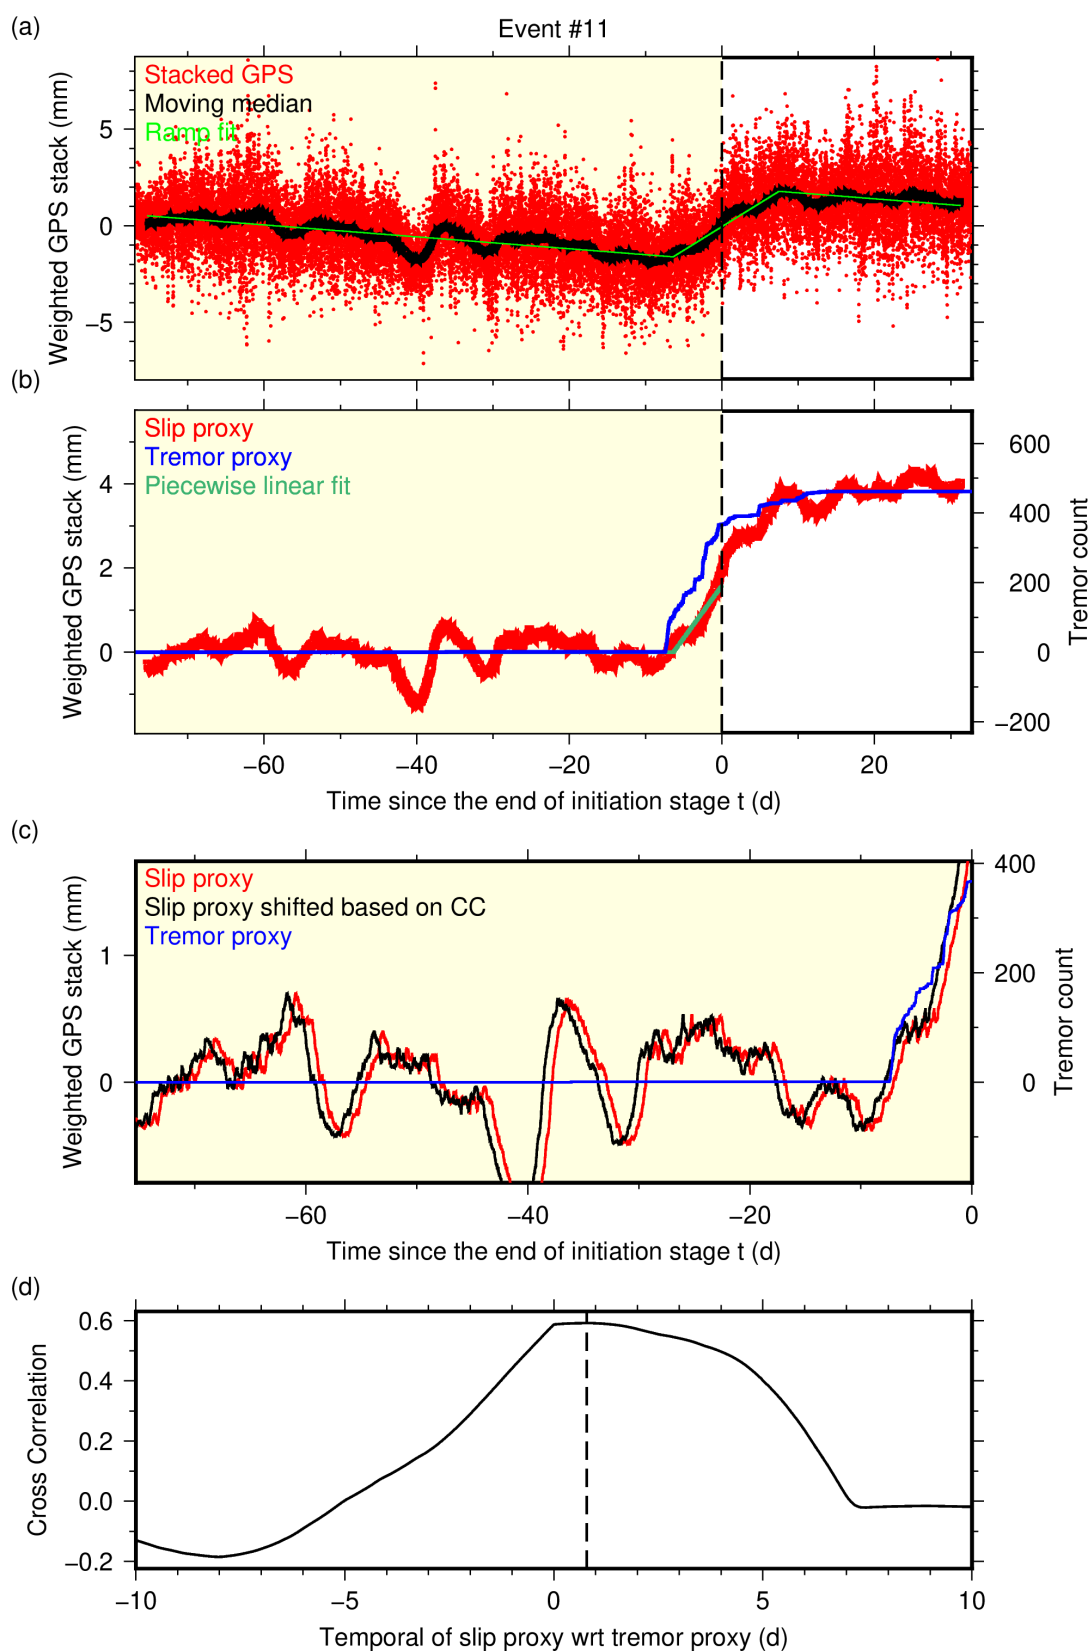 (a)
Event #11
Stacked GPS
Moving median
Ramp fit
Weighted GPS stack (mm)
5
0
−5
(b)
Slip proxy
Tremor proxy
Piecewise linear fit
Weighted GPS stack (mm)
4
2
0
600
400
200
0
−200
Tremor count
−60 −40 −20 0 20
Time since the end of initiation stage t (d)
(c)
Slip proxy
Slip proxy shifted based on CC
Tremor proxy
Weighted GPS stack (mm)
1
0
400
200
0
Tremor count
−60 −40 −20 0
Time since the end of initiation stage t (d)
(d)
Cross Correlation
0.6
0.4
0.2
0.0
−0.2
−10 −5 0 5 10
Temporal of slip proxy wrt tremor proxy (d)